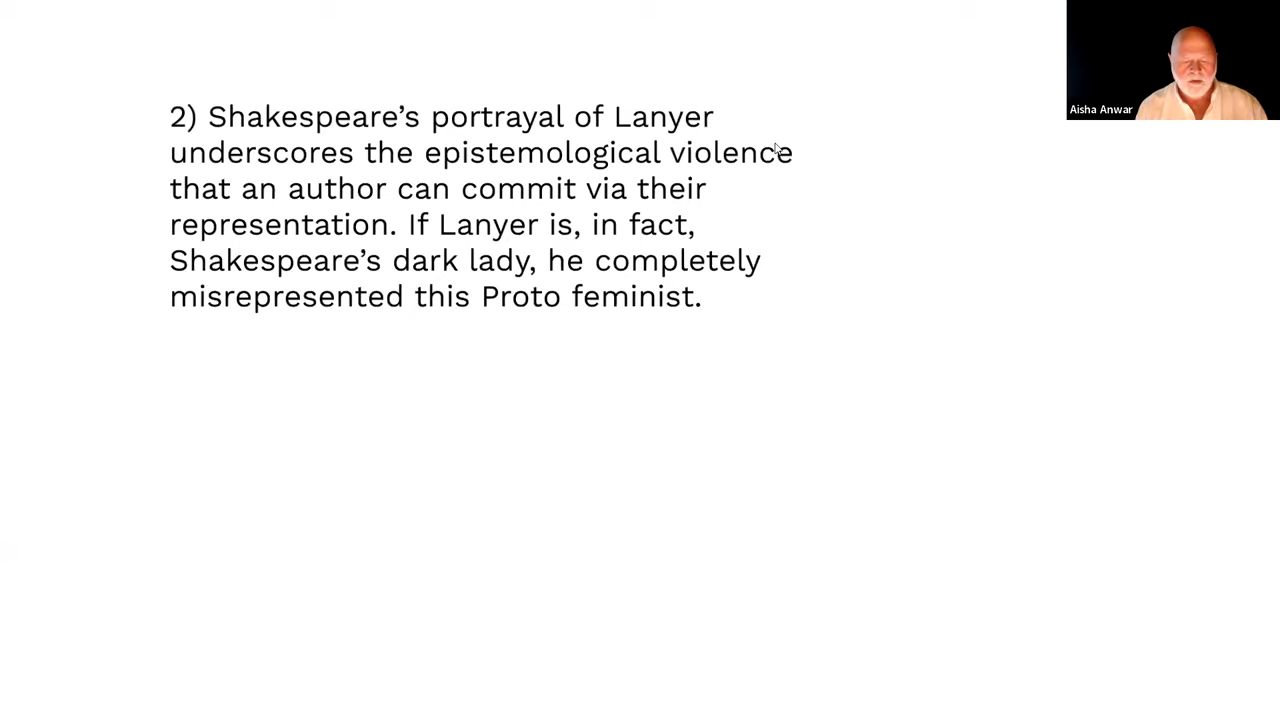 2) Shakespeare’s portrayal of Lanyer
underscores the epistemological violence
that an author can commit via their
representation. If Lanyer is, in fact,
Shakespeare’s dark lady, he completely
misrepresented this Proto feminist.
Aisha Anwar